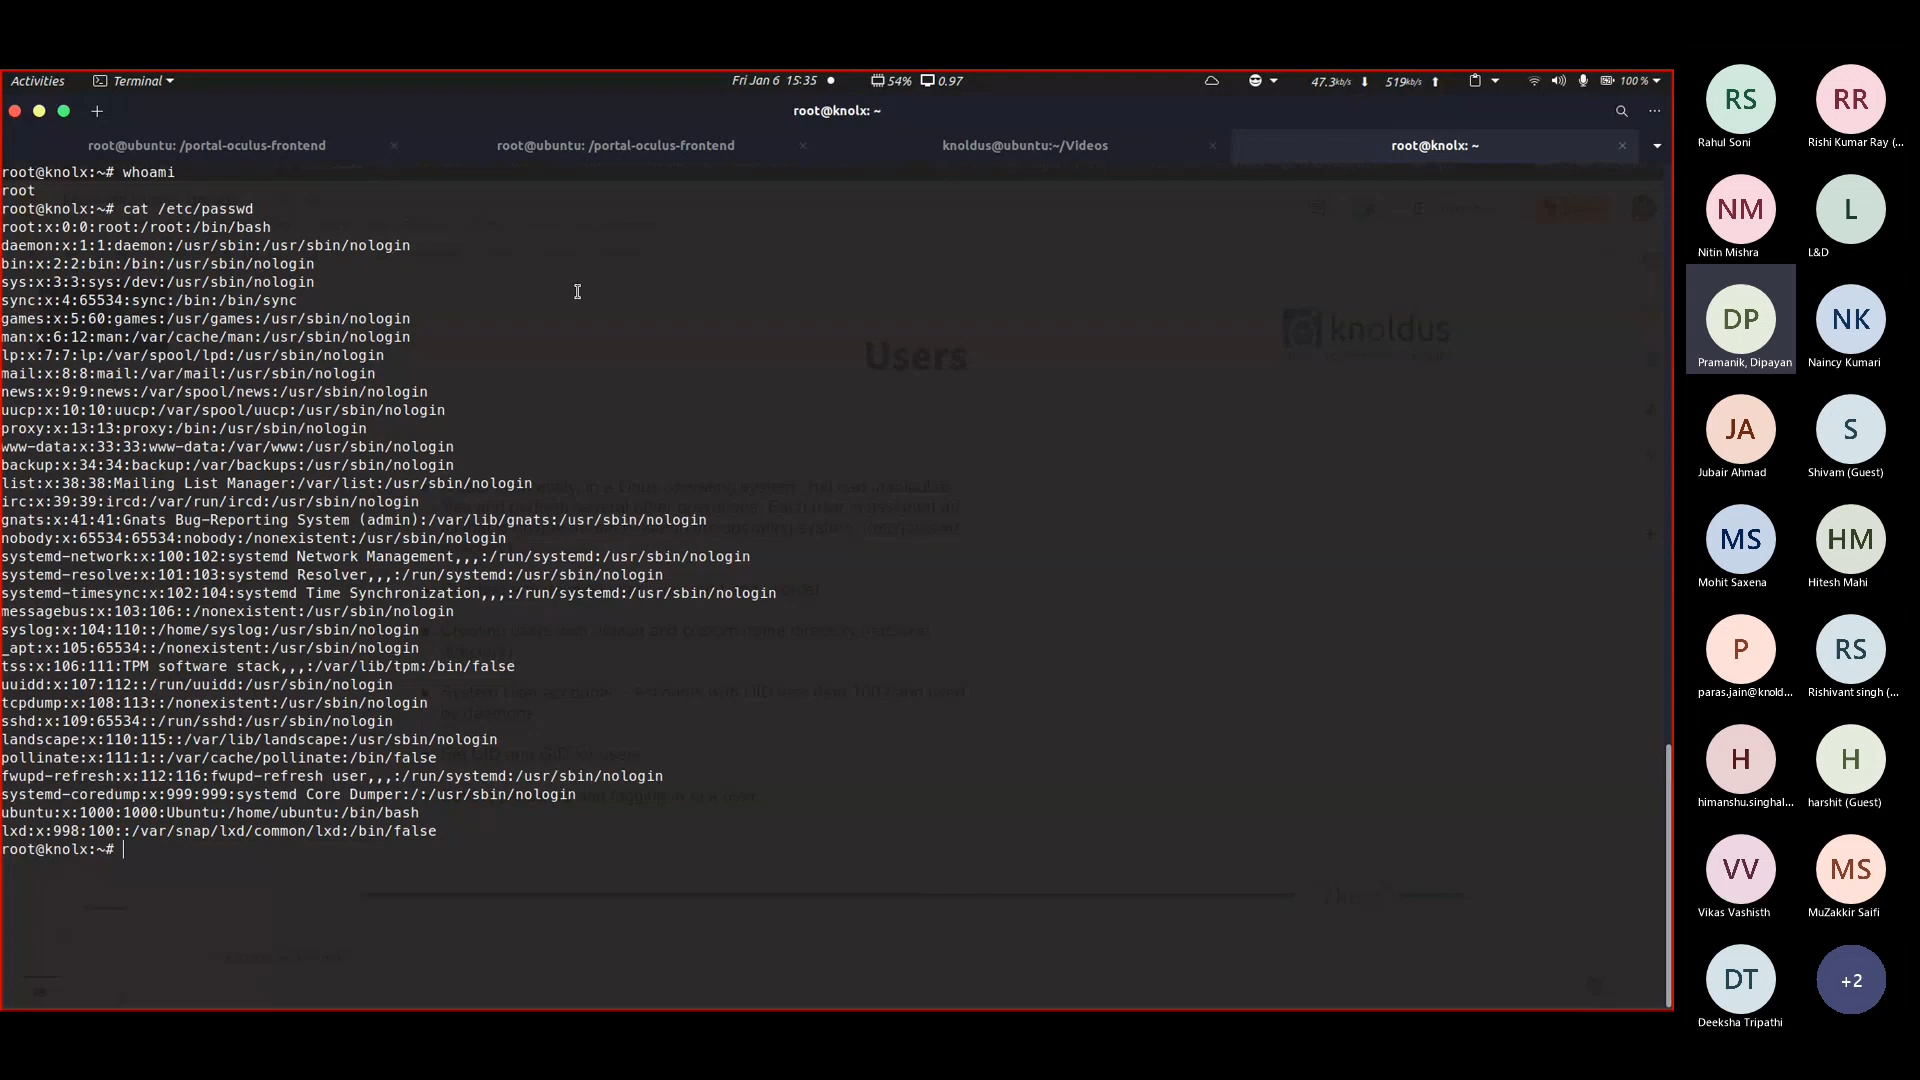 Activities
Terminal
Fri Jan 6 15:35
54%
0.97
47.3kb/s
519kb/s
100 %
root@knolx: ~
root@ubuntu: /portal-oculus-frontend
root@ubuntu: /portal-oculus-frontend
knoldus@ubuntu:~/Videos
root@knolx: ~
root@knolx:~# whoami
root
root@knolx:~# cat /etc/passwd
root:x:0:0:root:/root:/bin/bash
daemon:x:1:1:daemon:/usr/sbin:/usr/sbin/nologin
bin:x:2:2:bin:/bin:/usr/sbin/nologin
sys:x:3:3:sys:/dev:/usr/sbin/nologin
sync:x:4:65534:sync:/bin:/bin/sync
games:x:5:60:games:/usr/games:/usr/sbin/nologin
man:x:6:12:man:/var/cache/man:/usr/sbin/nologin
lp:x:7:7:lp:/var/spool/lpd:/usr/sbin/nologin
mail:x:8:8:mail:/var/mail:/usr/sbin/nologin
news:x:9:9:news:/var/spool/news:/usr/sbin/nologin
uucp:x:10:10:uucp:/var/spool/uucp:/usr/sbin/nologin
proxy:x:13:13:proxy:/bin:/usr/sbin/nologin
www-data:x:33:33:www-data:/var/www:/usr/sbin/nologin
backup:x:34:34:backup:/var/backups:/usr/sbin/nologin
list:x:38:38:Mailing List Manager:/var/list:/usr/sbin/nologin
irc:x:39:39:ircd:/var/run/ircd:/usr/sbin/nologin
gnats:x:41:41:Gnats Bug-Reporting System (admin):/var/lib/gnats:/usr/sbin/nologin
nobody:x:65534:65534:nobody:/nonexistent:/usr/sbin/nologin
systemd-network:x:100:102:systemd Network Management,,,:/run/systemd:/usr/sbin/nologin
systemd-resolve:x:101:103:systemd Resolver,,,:/run/systemd:/usr/sbin/nologin
systemd-timesync:x:102:104:systemd Time Synchronization,,,:/run/systemd:/usr/sbin/nologin
messagebus:x:103:106::/nonexistent:/usr/sbin/nologin
syslog:x:104:110::/home/syslog:/usr/sbin/nologin
_apt:x:105:65534::/nonexistent:/usr/sbin/nologin
tss:x:106:111:TPM software stack,,,:/var/lib/tpm:/bin/false
uuidd:x:107:112::/run/uuidd:/usr/sbin/nologin
tcpdump:x:108:113::/nonexistent:/usr/sbin/nologin
sshd:x:109:65534::/run/sshd:/usr/sbin/nologin
landscape:x:110:115::/var/lib/landscape:/usr/sbin/nologin
pollinate:x:111:1::/var/cache/pollinate:/bin/false
fwupd-refresh:x:112:116:fwupd-refresh user,,,:/run/systemd:/usr/sbin/nologin
systemd-coredump:x:999:999:systemd Core Dumper:/:/usr/sbin/nologin
ubuntu:x:1000:1000:Ubuntu:/home/ubuntu:/bin/bash
lxd:x:998:100::/var/snap/lxd/common/lxd:/bin/false
root@knolx:~#
knoldus
Users
RS
Rahul Soni
RR
Rishi Kumar Ray (...
NM
Nitin Mishra
L
L&D
DP
Pramanik, Dipayan
NK
Naincy Kumari
JA
Jubair Ahmad
S
Shivam (Guest)
MS
Mohit Saxena
HM
Hitesh Mahi
P
paras.jain@knold...
RS
Rishivant singh (...
H
himanshu.singhal...
H
harshit (Guest)
VV
Vikas Vashisth
MS
MuZakkir Saifi
DT
Deeksha Tripathi
+2